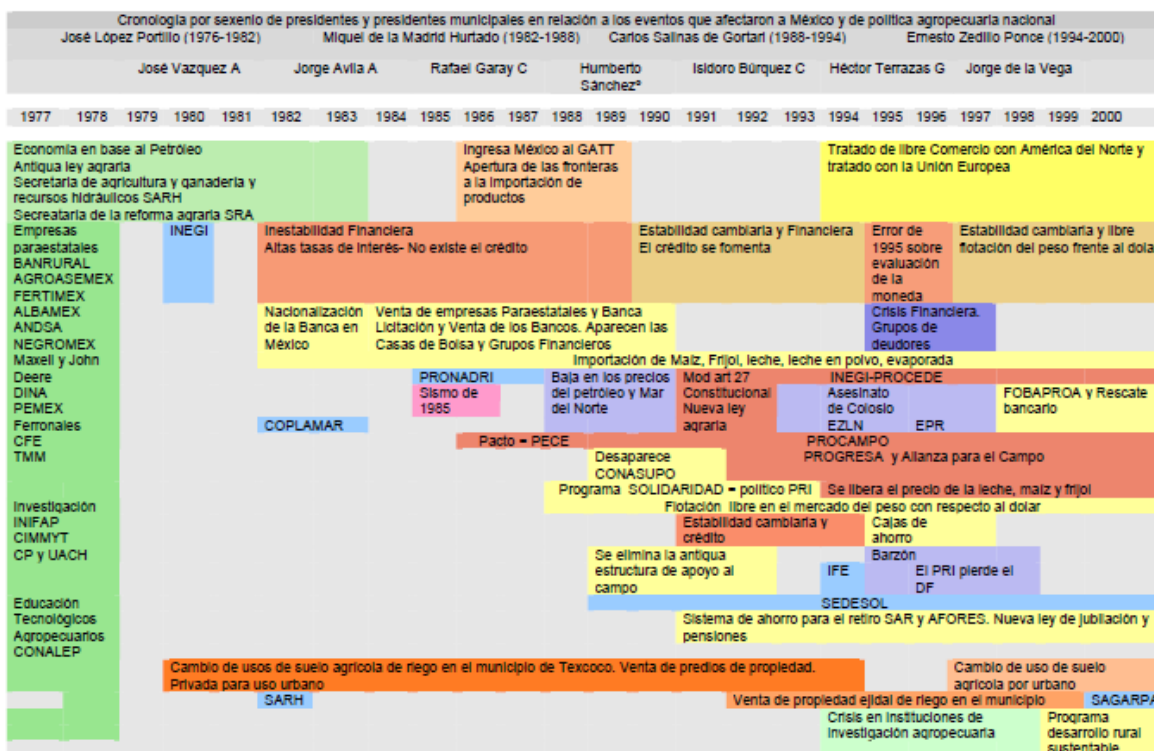 Cronología por sexenio de presidentes y presidentes municipales en relación a los eventos que afectaron a México y de política agropecuaria nacional
José López Portillo (1976-1982) Miguel de la Madrid Hurtado (1982-1988) Carlos Salinas de Gortari (1988-1994) Ernesto Zedillo Ponce (1994-2000)
José Vazquez A Jorge Avila A Rafael Garay C Humberto Sánchezª Isidoro Búrquez C Héctor Terrazas G Jorge de la Vega
1977 1978 1979 1980 1981 1982 1983 1984 1985 1986 1987 1988 1989 1990 1991 1992 1993 1994 1995 1996 1997 1998 1999 2000
Economía en base al Petróleo
Antigua ley agraria
Secretaria de agricultura y ganadería y
recursos hidráulicos SARH
Secreataria de la reforma agraria SRA
Ingresa México al GATT
Apertura de las fronteras
a la importación de
productos
Tratado de libre Comercio con América del Norte y
tratado con la Unión Europea
Empresas
paraestatales
BANRURAL
AGROASEMEX
FERTIMEX
ALBAMEX
ANDSA
NEGROMEX
Maxell y John
Deere
DINA
PEMEX
Ferronales
CFE
TMM
Investigación
INIFAP
CIMMYT
CP y UACH
Educación
Tecnológicos
Agropecuarios
CONALEP
INEGI
Inestabilidad Financiera
Altas tasas de interés- No existe el crédito
Estabilidad cambiaria y Financiera
El crédito se fomenta
Error de
1995 sobre
evaluación
de la
moneda
Estabilidad cambiaria y libre
flotación del peso frente al dolar
Nacionalización
de la Banca en
México
Venta de empresas Paraestatales y Banca
Licitación y Venta de los Bancos. Aparecen las
Casas de Bolsa y Grupos Financieros
Crisis Financiera.
Grupos de
deudores
Importación de Maíz, Frijol, leche, leche en polvo, evaporada
PRONADRI
Sismo de
1985
Baja en los precios
del petróleo y Mar
del Norte
Mod art 27
Constitucional
Nueva ley
agraria
INEGI-PROCEDE
Asesinato
de Colosio
EZLN EPR
FOBAPROA y Rescate
bancario
COPLAMAR
Pacto = PECE
PROCAMPO
Desaparece
CONASUPO
PROGRESA y Alianza para el Campo
Programa SOLIDARIDAD = político PRI
Se libera el precio de la leche, maíz y frijol
Flotación libre en el mercado del peso con respecto al dolar
Estabilidad cambiaria y
crédito
Cajas de
ahorro
Se elimina la antigua
estructura de apoyo al
campo
Barzón
IFE
El PRI pierde el
DF
SEDESOL
Sistema de ahorro para el retiro SAR y AFORES. Nueva ley de jubilación y
pensiones
Cambio de usos de suelo agrícola de riego en el municipio de Texcoco. Venta de predios de propiedad.
Privada para uso urbano
Cambio de uso de suelo
agrícola por urbano
SARH
Venta de propiedad ejidal de riego en el municipio
SAGARPA
Crisis en instituciones de
investigación agropecuaria
Programa
desarrollo rural
sustentable